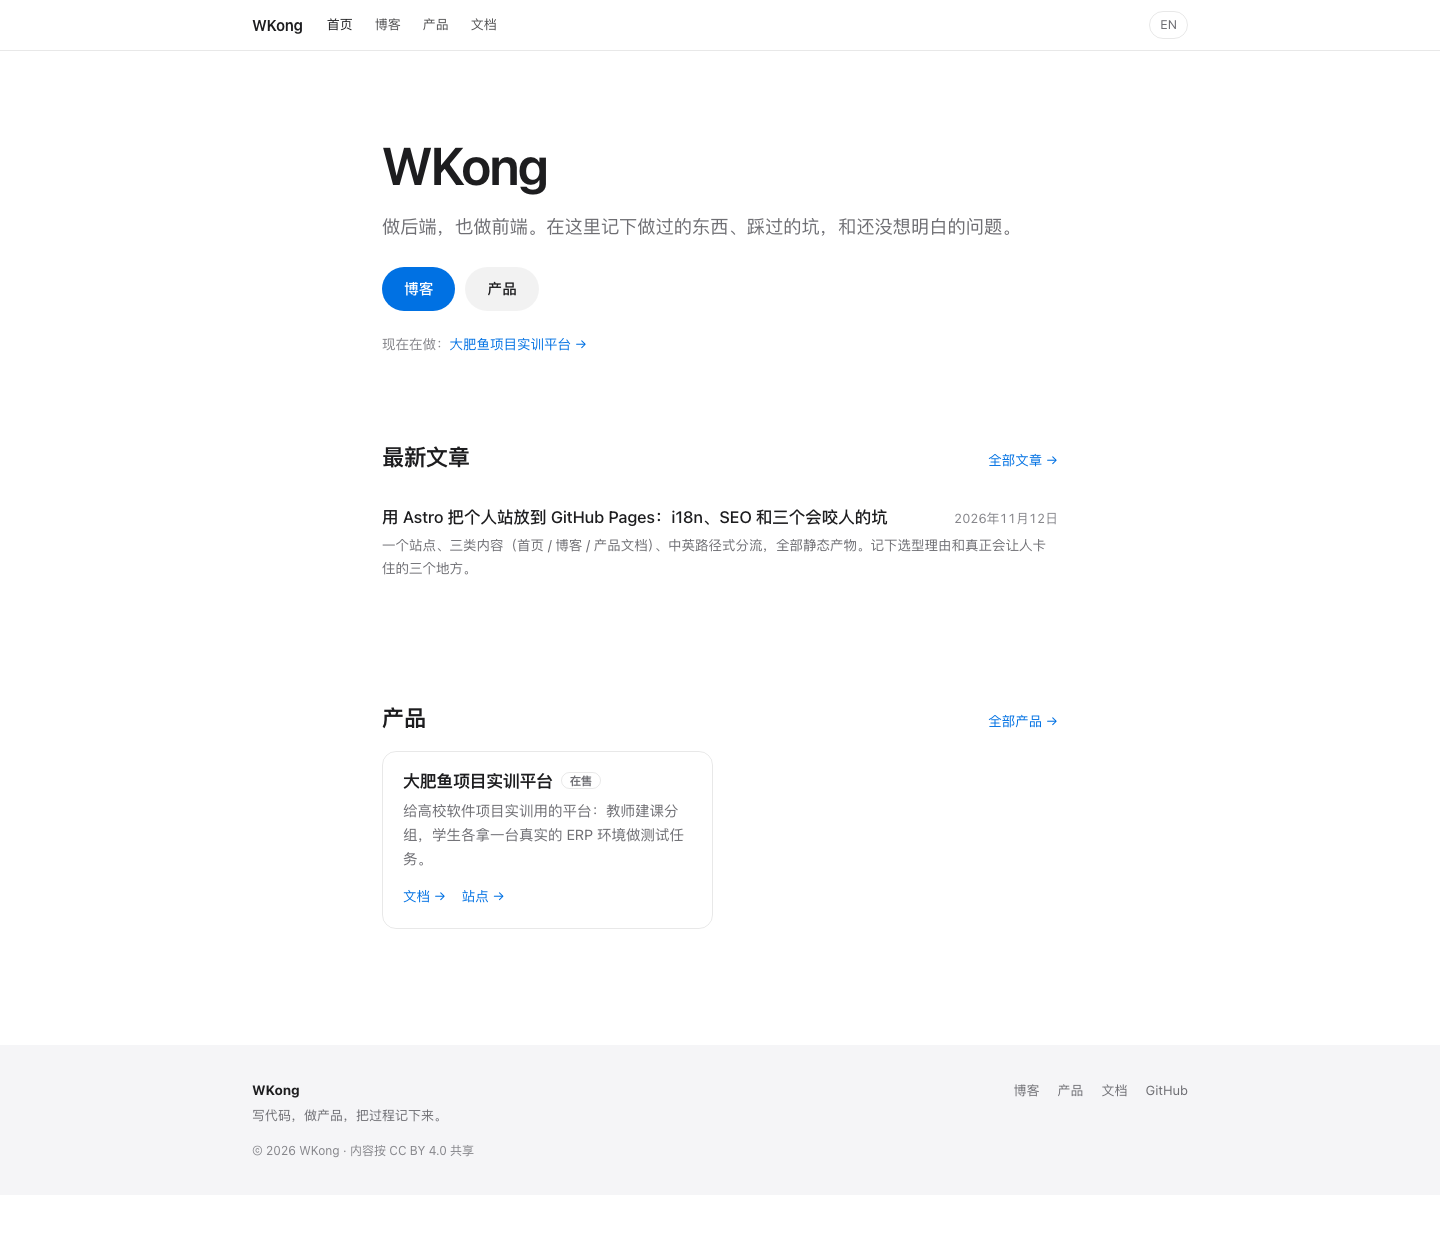 WKong 首页 博客 产品 文档 EN
WKong
做后端，也做前端。在这里记下做过的东西、踩过的坑，和还没想明白的问题。
博客 产品
现在在做：大肥鱼项目实训平台 →
最新文章 全部文章 →
用 Astro 把个人站放到 GitHub Pages：i18n、SEO 和三个会咬人的坑 2026年11月12日
一个站点、三类内容（首页 / 博客 / 产品文档）、中英路径式分流，全部静态产物。记下选型理由和真正会让人卡
住的三个地方。
产品 全部产品 →
大肥鱼项目实训平台 在售
给高校软件项目实训用的平台：教师建课分
组，学生各拿一台真实的 ERP 环境做测试任
务。
文档 → 站点 →
WKong 博客 产品 文档 GitHub
写代码，做产品，把过程记下来。
© 2026 WKong · 内容按 CC BY 4.0 共享